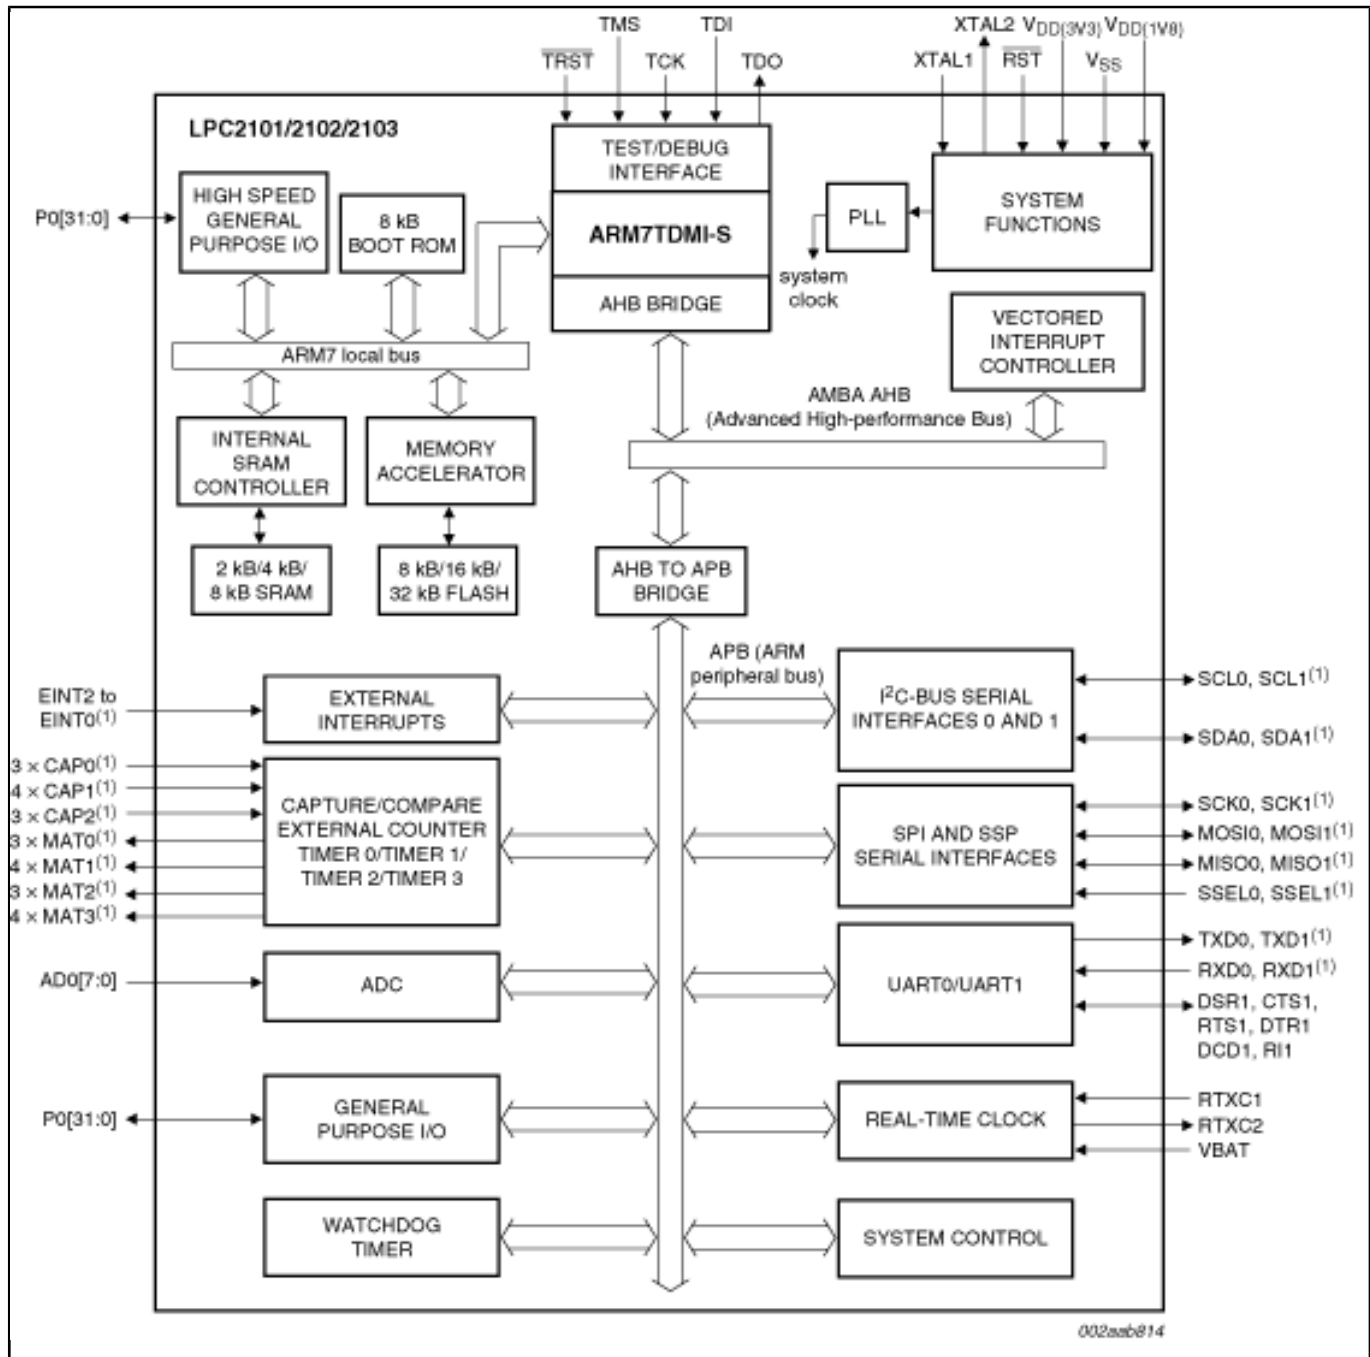 TMS
TDI
XTAL2 VDD(3V3) VDD(1V8)
TRST
TCK
TDO
XTAL1
RST
VSS
LPC2101/2102/2103
P0[31:0]
HIGH SPEED
GENERAL
PURPOSE I/O
8 kB
BOOT ROM
TEST/DEBUG
INTERFACE
ARM7TDMI-S
AHB BRIDGE
PLL
system
clock
SYSTEM
FUNCTIONS
VECTORED
INTERRUPT
CONTROLLER
ARM7 local bus
AMBA AHB
(Advanced High-performance Bus)
INTERNAL
SRAM
CONTROLLER
MEMORY
ACCELERATOR
2 kB/4 kB/
8 kB SRAM
8 kB/16 kB/
32 kB FLASH
AHB TO APB
BRIDGE
APB (ARM
peripheral bus)
EINT2 to
EINT0(1)
EXTERNAL
INTERRUPTS
I2C-BUS SERIAL
INTERFACES 0 AND 1
SCL0, SCL1(1)
SDA0, SDA1(1)
3 × CAP0(1)
4 × CAP1(1)
3 × CAP2(1)
3 × MAT0(1)
4 × MAT1(1)
3 × MAT2(1)
4 × MAT3(1)
CAPTURE/COMPARE
EXTERNAL COUNTER
TIMER 0/TIMER 1/
TIMER 2/TIMER 3
SPI AND SSP
SERIAL INTERFACES
SCK0, SCK1(1)
MOSI0, MOSI1(1)
MISO0, MISO1(1)
SSEL0, SSEL1(1)
AD0[7:0]
ADC
UART0/UART1
TXD0, TXD1(1)
RXD0, RXD1(1)
DSR1, CTS1,
RTS1, DTR1
DCD1, RI1
P0[31:0]
GENERAL
PURPOSE I/O
REAL-TIME CLOCK
RTXC1
RTXC2
VBAT
WATCHDOG
TIMER
SYSTEM CONTROL
002aab814